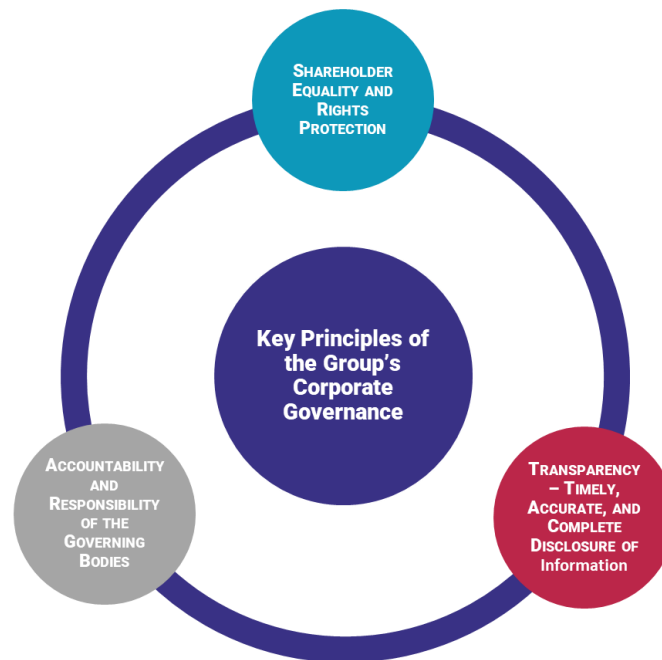 Shareholder
Equality and
Rights
Protection
Key Principles of
the Group’s
Corporate
Governance
Accountability
and
Responsibility
of the
Governing
Bodies
Transparency
– Timely,
Accurate, and
Complete
Disclosure of
Information